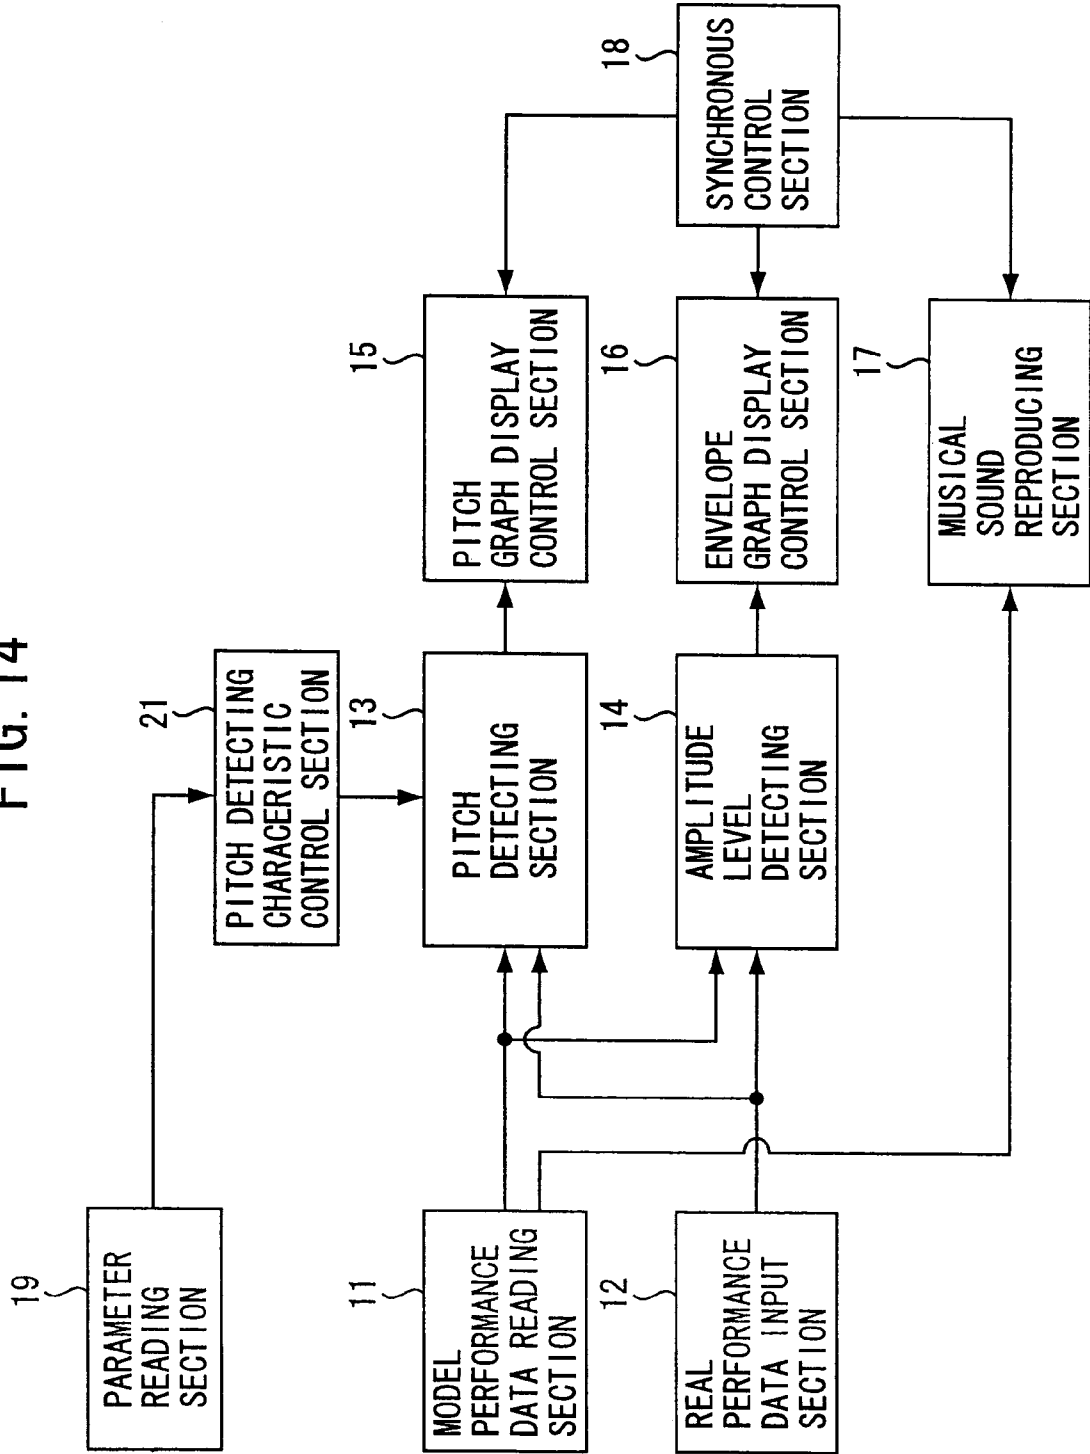 FIG. 14
19
PARAMETER
READING
SECTION
21
PITCH DETECTING
CHARACERISTIC
CONTROL SECTION
11
MODEL
PERFORMANCE
DATA READING
SECTION
13
PITCH
DETECTING
SECTION
15
PITCH
GRAPH DISPLAY
CONTROL SECTION
12
REAL
PERFORMANCE
DATA INPUT
SECTION
14
AMPLITUDE
LEVEL
DETECTING
SECTION
16
ENVELOPE
GRAPH DISPLAY
CONTROL SECTION
18
SYNCHRONOUS
CONTROL
SECTION
17
MUSICAL
SOUND
REPRODUCING
SECTION